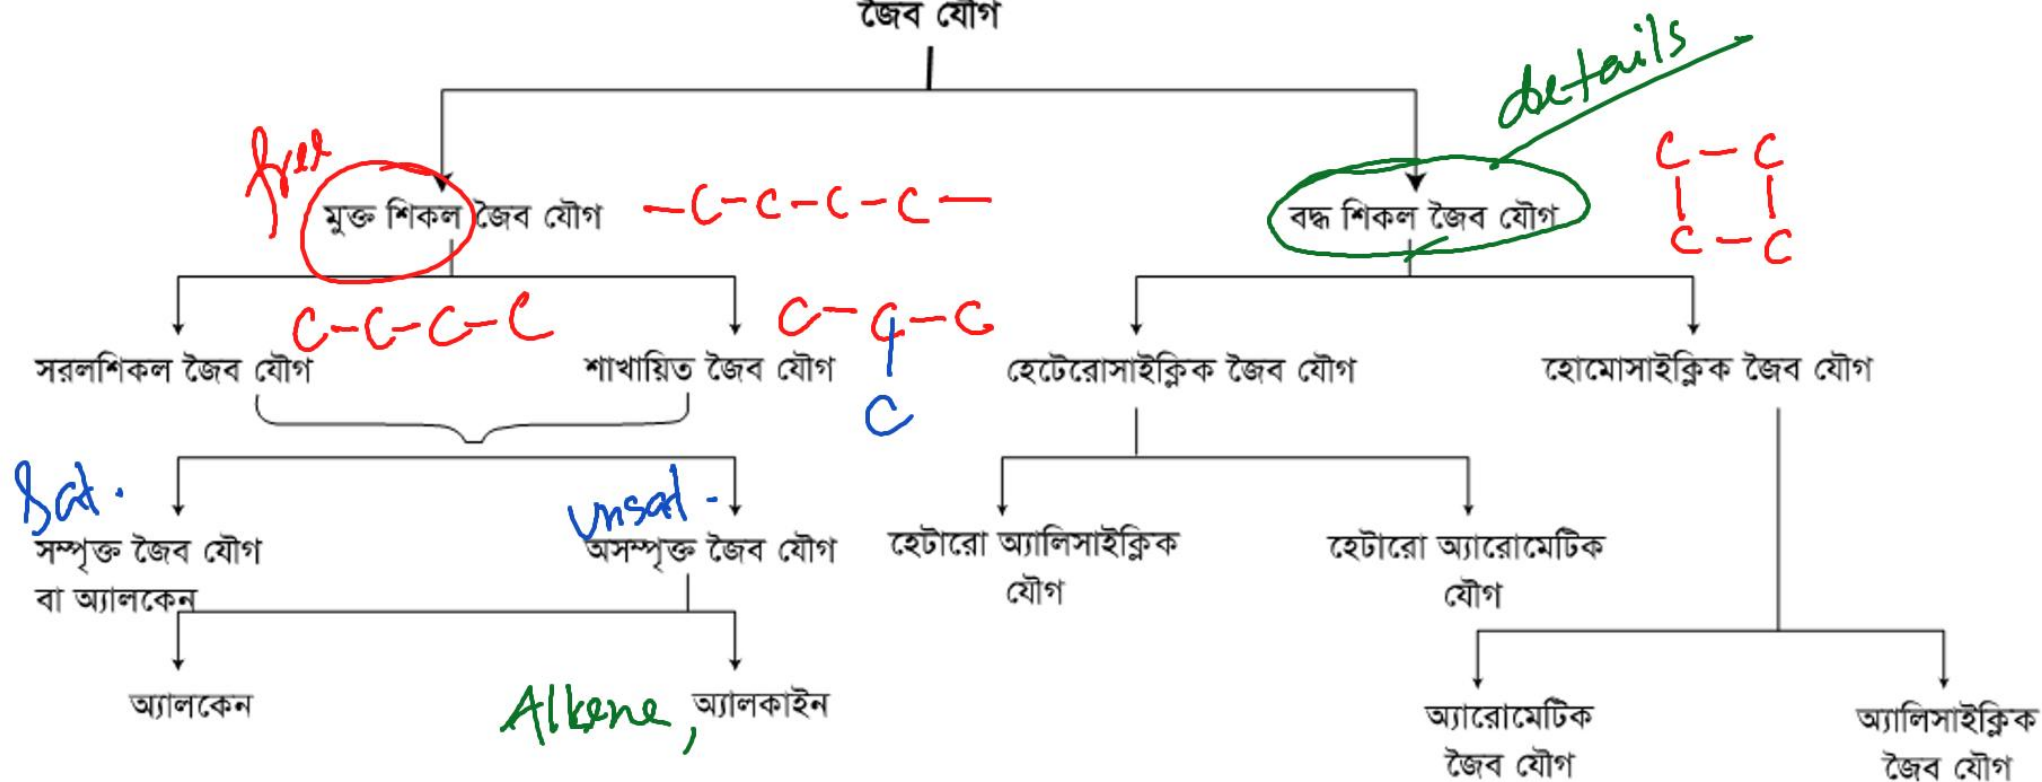 জৈব যৌগ
details
free
মুক্ত শিকল জৈব যৌগ
-C-C-C-C-
বদ্ধ শিকল জৈব যৌগ
C-C
C-C
C-C-C-C
C-C-C
C
সরলশিকল জৈব যৌগ
শাখায়িত জৈব যৌগ
হেটেরোসাইক্লিক জৈব যৌগ
হোমোসাইক্লিক জৈব যৌগ
Sat.
unsat-
সম্পৃক্ত জৈব যৌগ
বা অ্যালকেন
অসম্পৃক্ত জৈব যৌগ
হেটারো অ্যালিসাইক্লিক
যৌগ
হেটারো অ্যারোমেটিক
যৌগ
অ্যালকেন
Alkene,
অ্যালকাইন
অ্যারোমেটিক
জৈব যৌগ
অ্যালিসাইক্লিক
জৈব যৌগ